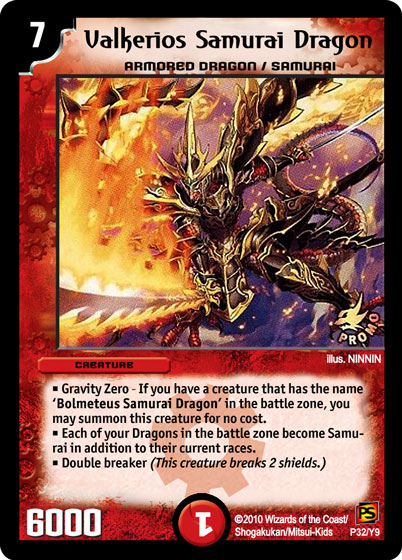 7
Valkerios Samurai Dragon
ARMORED DRAGON / SAMURAI
PROMO
illus. NINNIN
CREATURE
▪ Gravity Zero - If you have a creature that has the name
‘Bolmeteus Samurai Dragon’ in the battle zone, you
may summon this creature for no cost.
▪ Each of your Dragons in the battle zone become Samu-
rai in addition to their current races.
▪ Double breaker (This creature breaks 2 shields.)
6000
1
©2010 Wizards of the Coast/
Shogakukan/Mitsui-Kids
PS
P32/Y9